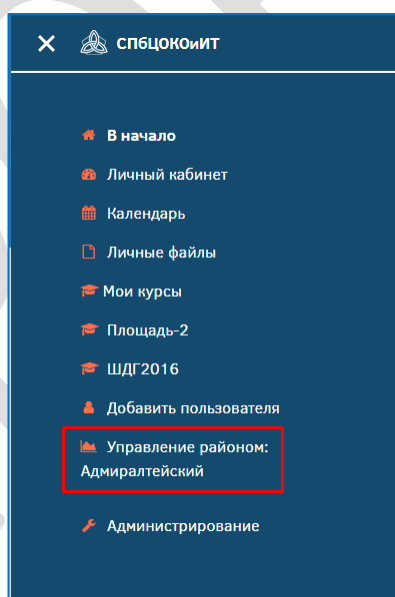 СПбЦОКОиИТ
В начало
Личный кабинет
Календарь
Личные файлы
Мои курсы
Площадь-2
ШДГ2016
Добавить пользователя
Управление районом:
Адмиралтейский
Администрирование